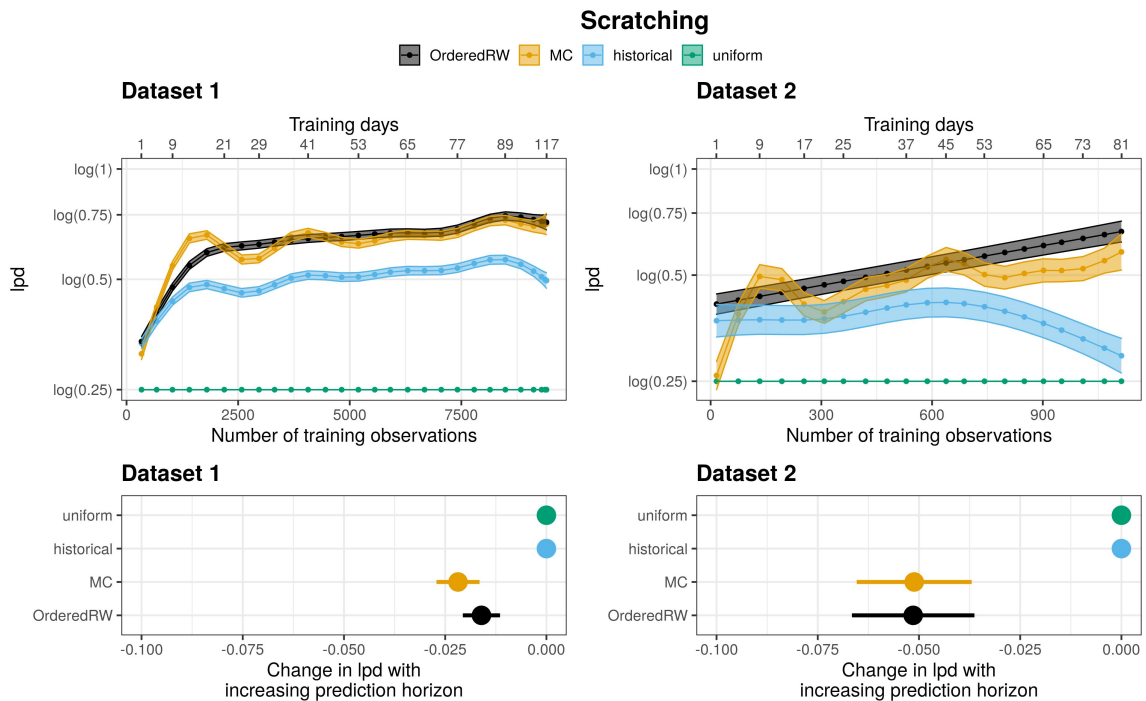 Scratching
OrderedRW MC historical uniform
Dataset 1
Training days
1 9 21 29 41 53 65 77 89 117
log(1)
log(0.75)
log(0.5)
log(0.25)
lpd
0 2500 5000 7500
Number of training observations
Dataset 2
Training days
1 9 17 25 37 45 53 65 73 81
log(1)
log(0.75)
log(0.5)
log(0.25)
lpd
0 300 600 900
Number of training observations
Dataset 1
uniform
historical
MC
OrderedRW
-0.100 -0.075 -0.050 -0.025 0.000
Change in lpd with
increasing prediction horizon
Dataset 2
uniform
historical
MC
OrderedRW
-0.100 -0.075 -0.050 -0.025 0.000
Change in lpd with
increasing prediction horizon